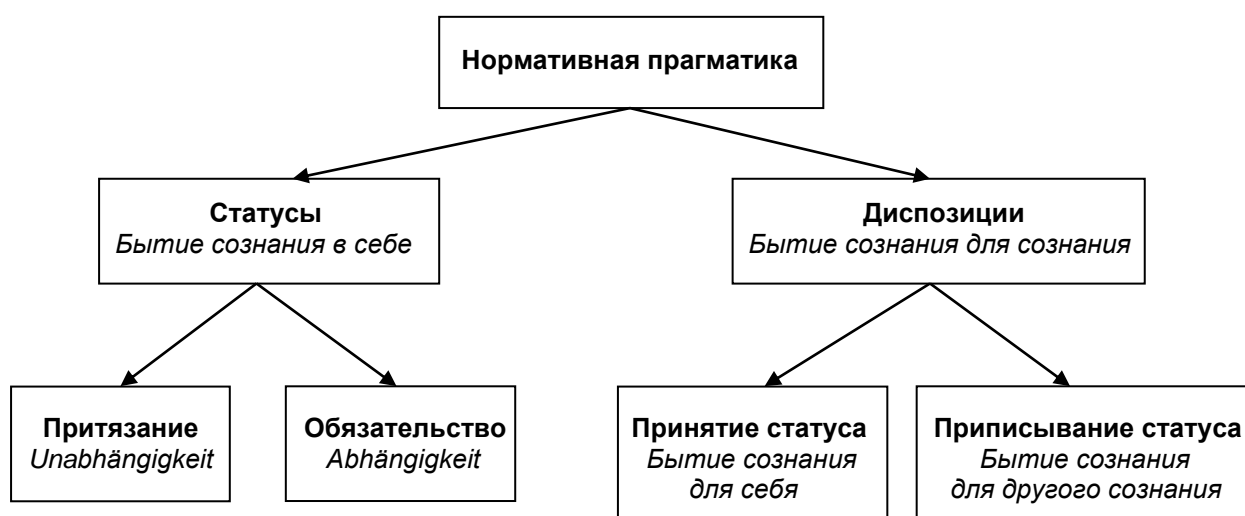 Нормативная прагматика
Статусы
Бытие сознания в себе
Диспозиции
Бытие сознания для сознания
Притязание
Unabhängigkeit
Обязательство
Abhängigkeit
Принятие статуса
Бытие сознания
для себя
Приписывание статуса
Бытие сознания
для другого сознания